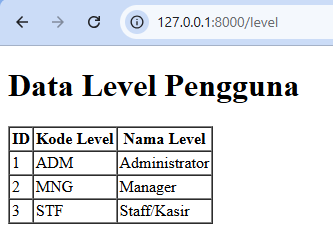 127.0.0.1:8000/level
Data Level Pengguna
ID Kode Level Nama Level
1 ADM Administrator
2 MNG Manager
3 STF Staff/Kasir